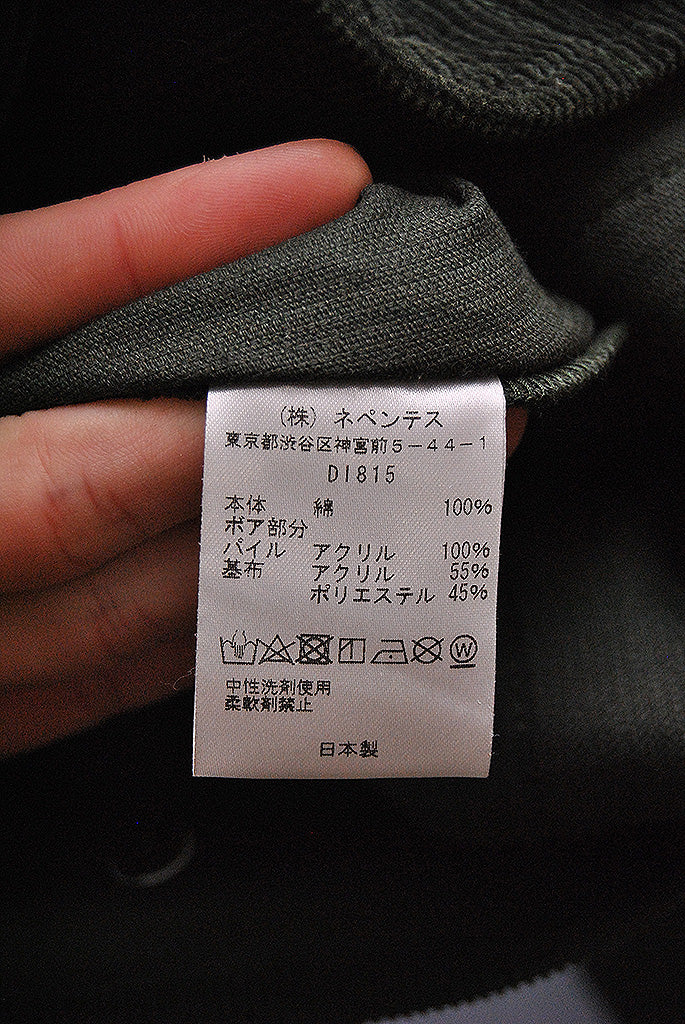 (株) ネペンテス
東京都渋谷区神宮前5-44-1
DI815
本体 綿 100%
ボア部分
パイル アクリル 100%
基布 アクリル 55%
ポリエステル 45%
W
中性洗剤使用
柔軟剤禁止
日本製